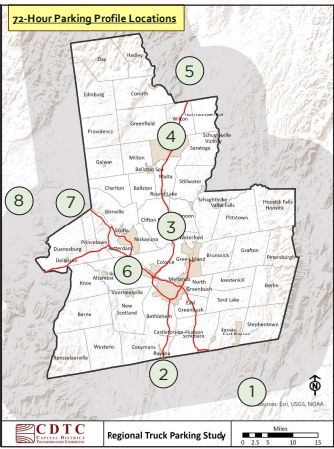 72-Hour Parking Profile Locations
Hadley
Day
5
Edinburg
Corinth
Wilton
Greenfield
4
Providence
Schuylerville
Victory
Saratoga
Milton
Galway
Ballston Spa
Malta
Stillwater
8
7
Charlton
Ballston
Round Lake
Schaghticoke
Valley Falls
Hoosick Falls
Hoosick
Glenville
3
Pittstown
Clifton
Scotia
Niskayuna
Waterford
Duanesburg
Princetown
Rotterdam
Grafton
Petersburgh
Delanson
6
Colonie
Green Island
Brunswick
Altamont
Knox
Menands
North
Greenbush
Poestenkill
Berlin
Voorheesville
Sand Lake
New
Scotland
East
Greenbush
Berne
Bethlehem
Stephentown
Castleton-on-Hudson
Schodack
Nassau
East Nassau
Westerlo
Coeymans
Rensselaerville
Ravena
2
1
N
Sources: Esri, USGS, NOAA
CDTC
CAPITAL DISTRICT
TRANSPORTATION COMMITTEE
Regional Truck Parking Study
Miles
0 2.5 5 10 15